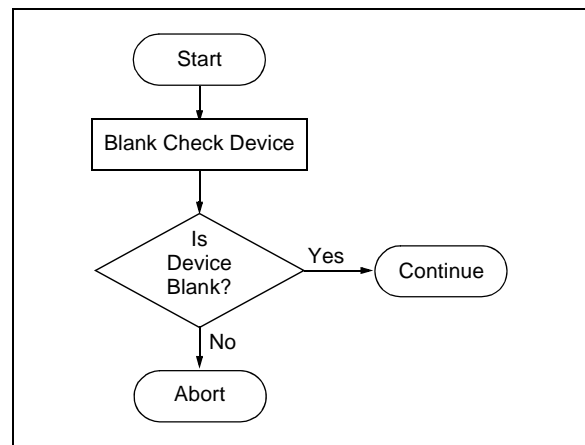 Start
Blank Check Device
Is
Device
Blank?
Yes
Continue
No
Abort